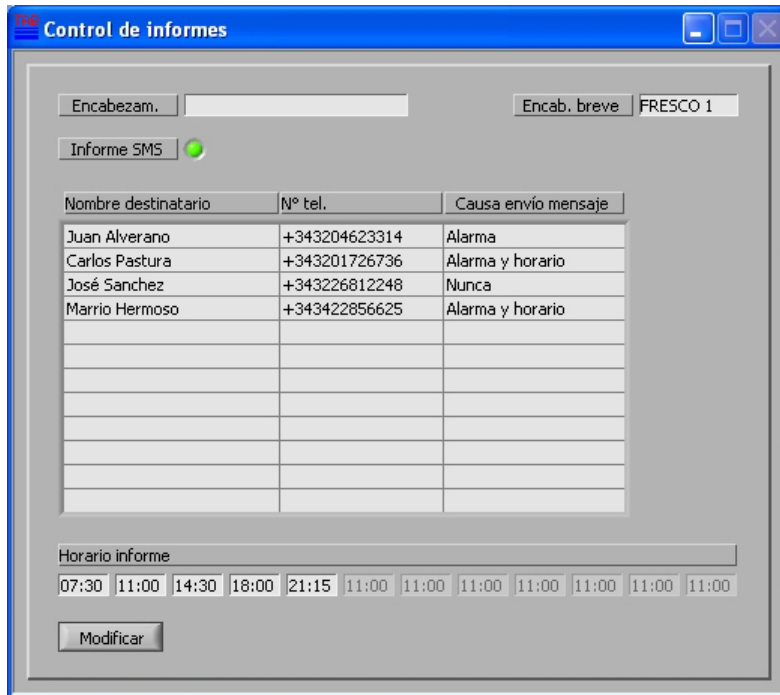 Control de informes
Encabezam. Encab. breve FRESCO 1
Informe SMS
Nombre destinatario Nº tel. Causa envío mensaje
Juan Alverano +343204623314 Alarma
Carlos Pastura +343201726736 Alarma y horario
José Sanchez +343226812248 Nunca
Marrio Hermoso +343422856625 Alarma y horario
Horario informe
07:30 11:00 14:30 18:00 21:15 11:00 11:00 11:00 11:00 11:00 11:00 11:00
Modificar